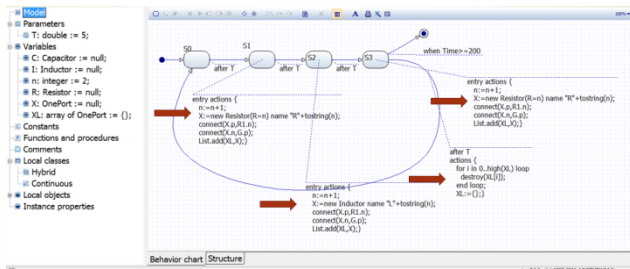 Model
Parameters
T: double := 5;
Variables
C: Capacitor := null;
I: Inductor := null;
n: integer := 2;
R: Resistor := null;
X: OnePort := null;
XL: array of OnePort := {};
Constants
Functions and procedures
Comments
Local classes
Hybrid
Continuous
Local objects
Instance properties
100%
S0
S1
S2
S3
after T
after T
after T
when Time>=200
entry actions {
n:=n+1;
X:=new Resistor(R=n) name "R"+tostring(n);
connect(X.p,R1.n);
connect(X.n,G.p);
List.add(XL,X);}
entry actions {
n:=n+1;
X:=new Resistor(R=n) name "R"+tostring(n);
connect(X.p,R1.n);
connect(X.n,G.p);
List.add(XL,X);}
after T
actions {
for i in 0..high(XL) loop
destroy(XL[i]);
end loop;
XL:={};}
entry actions {
n:=n+1;
X:=new Inductor name "L"+tostring(n);
connect(X.p,R1.n);
connect(X.n,G.p);
List.add(XL,X);}
Behavior chart
Structure